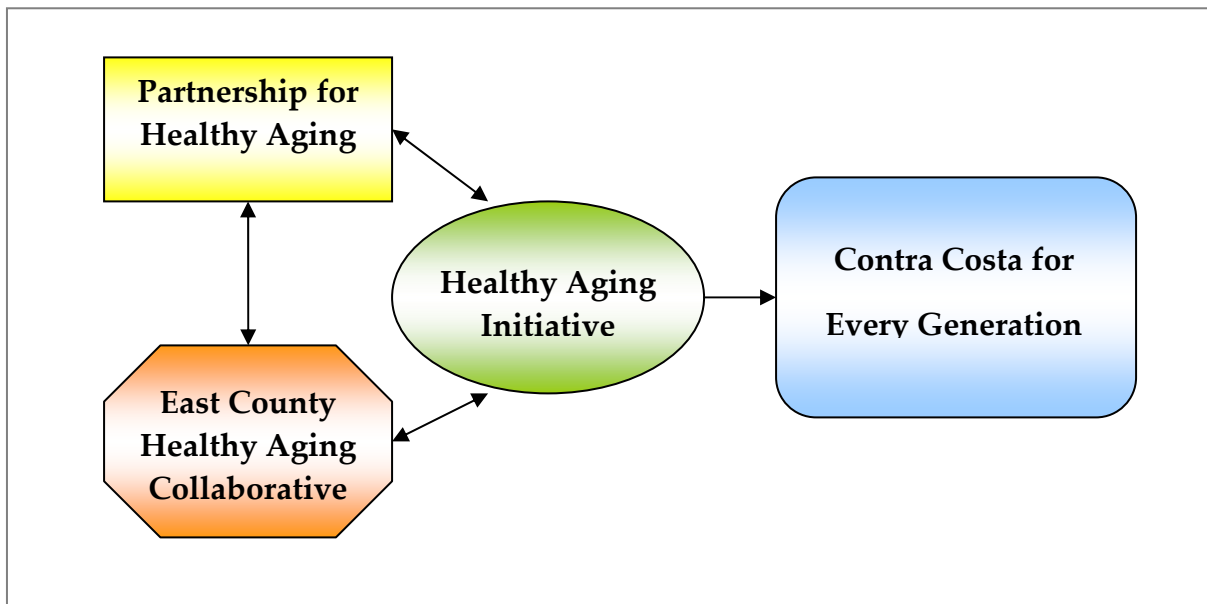 Partnership for
Healthy Aging
Healthy Aging
Initiative
Contra Costa for
Every Generation
East County
Healthy Aging
Collaborative